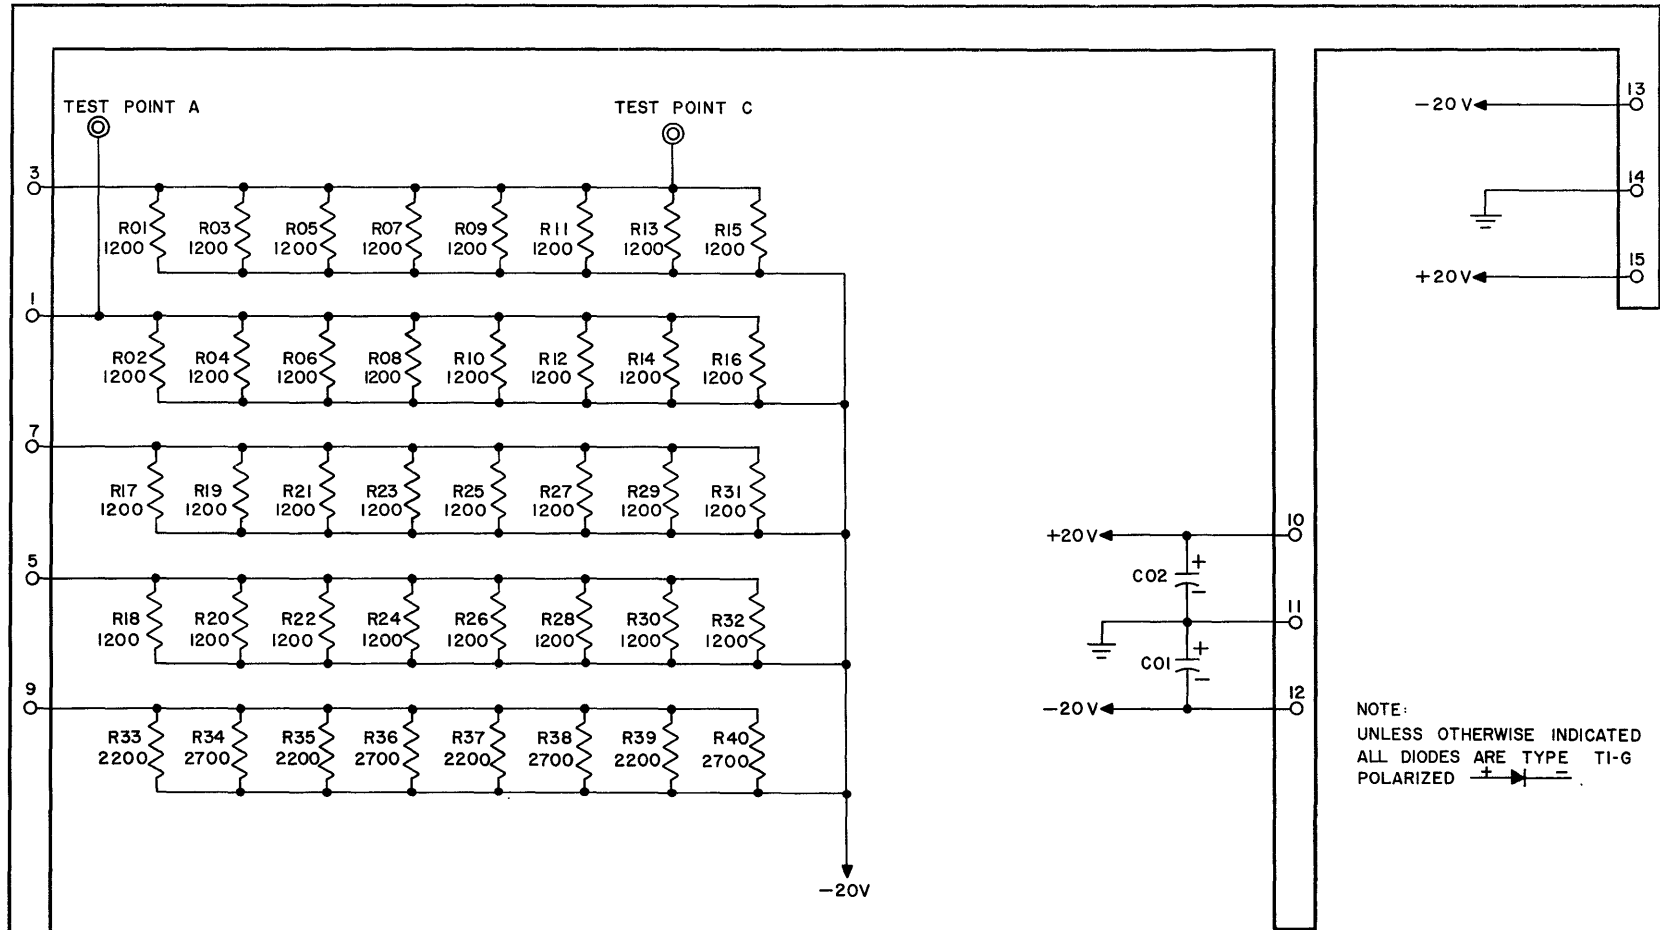 TEST POINT A
TEST POINT C
13
-20V
3
14
R01 R03 R05 R07 R09 R11 R13 R15
1200 1200 1200 1200 1200 1200 1200 1200
15
+20V
1
R02 R04 R06 R08 R10 R12 R14 R16
1200 1200 1200 1200 1200 1200 1200 1200
7
R17 R19 R21 R23 R25 R27 R29 R31
1200 1200 1200 1200 1200 1200 1200 1200
10
+20V
+
C02
-
5
11
R18 R20 R22 R24 R26 R28 R30 R32
1200 1200 1200 1200 1200 1200 1200 1200
+
C01
-
9
12
-20V
R33 R34 R35 R36 R37 R38 R39 R40
2200 2700 2200 2700 2200 2700 2200 2700
-20V
NOTE:
UNLESS OTHERWISE INDICATED
ALL DIODES ARE TYPE T1-G
POLARIZED + - .